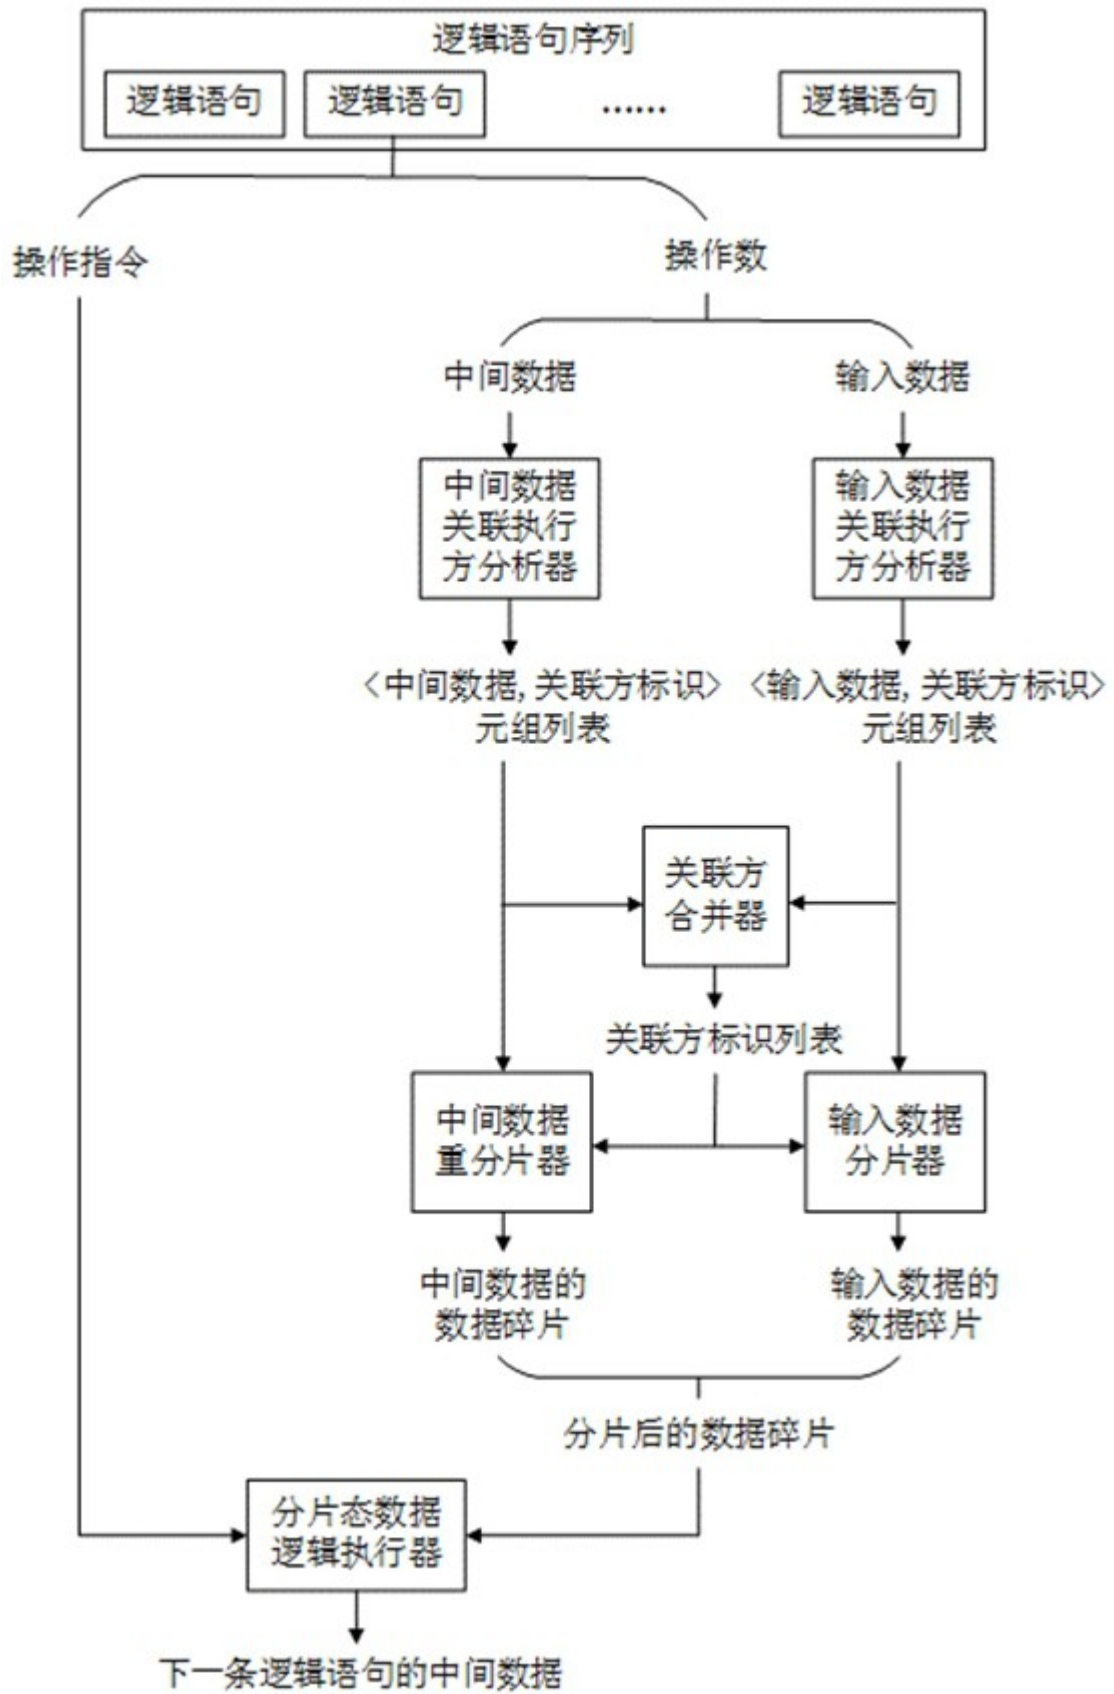 逻辑语句序列
逻辑语句
逻辑语句
……
逻辑语句
操作指令
操作数
中间数据
输入数据
中间数据
关联执行
方分析器
输入数据
关联执行
方分析器
<中间数据,关联方标识>
元组列表
<输入数据,关联方标识>
元组列表
关联方
合并器
关联方标识列表
中间数据
重分片器
输入数据
分片器
中间数据的
数据碎片
输入数据的
数据碎片
分片后的数据碎片
分片态数据
逻辑执行器
下一条逻辑语句的中间数据